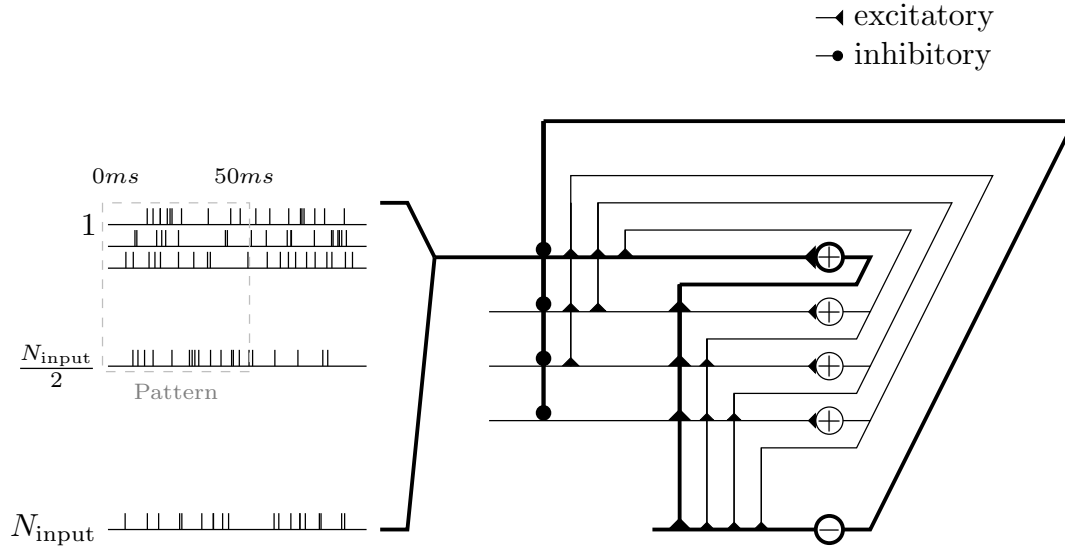 excitatory
inhibitory
0ms 50ms
1
N_input
2
Pattern
N_input